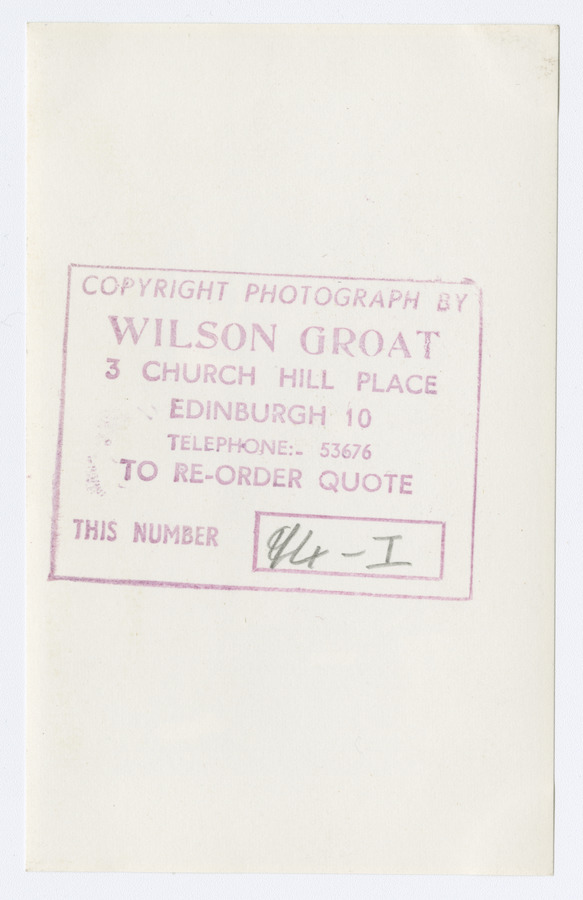 COPYRIGHT PHOTOGRAPH BY
WILSON GROAT
3 CHURCH HILL PLACE
EDINBURGH 10
TELEPHONE:- 53676
TO RE-ORDER QUOTE
THIS NUMBER